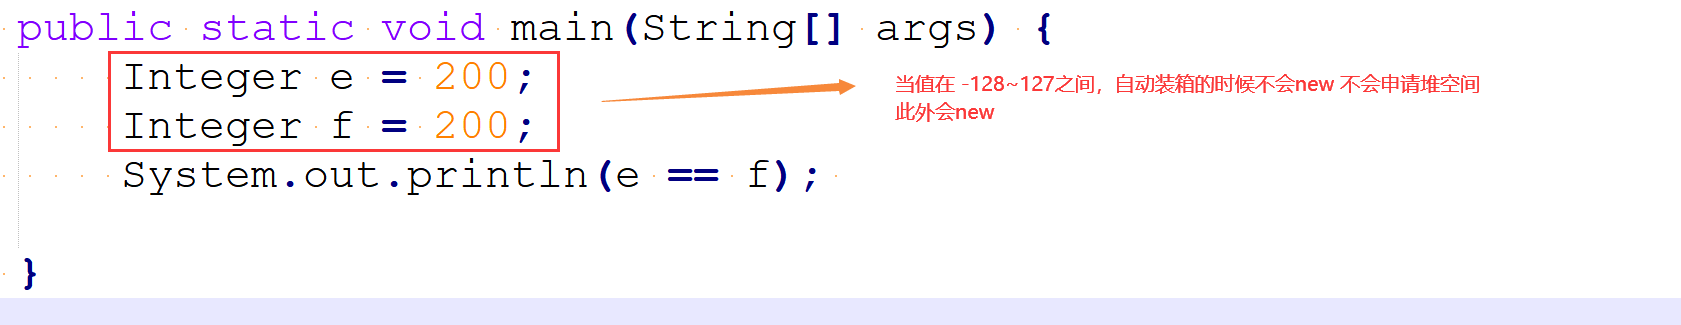 public static void main(String[] args) {
Integer e = 200;
Integer f = 200;
System.out.println(e == f);
}
当值在 -128~127之间，自动装箱的时候不会new 不会申请堆空间
此外会new